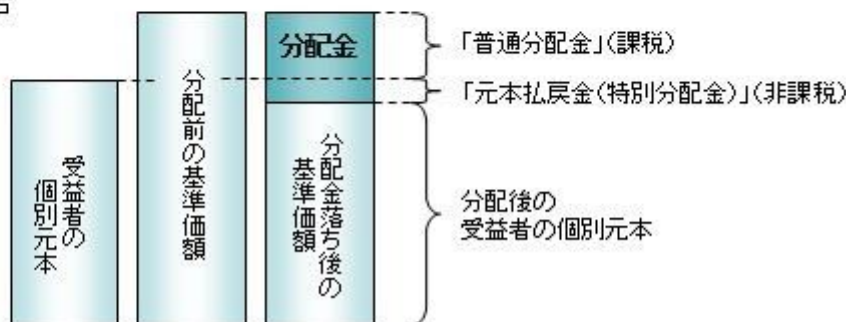 分配金
「普通分配金」(課税)
「元本払戻金(特別分配金)」(非課税)
受益者の
個別元本
分配前の基準価額
分配金落ち後の
基準価額
分配後の
受益者の個別元本